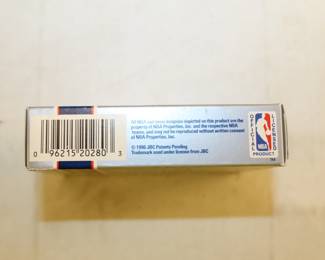 All NBA and team insignias depicted on this product are the
property of NBA Properties, Inc. and the respective NBA
teams, and may not be reproduced without written consent
of NBA Properties, Inc.
© 1996 JBC Patents Pending
Trademark used under license from JBC
0 96215 20280 3
OFFICIAL
LICENSED
NBA
PRODUCT
TM